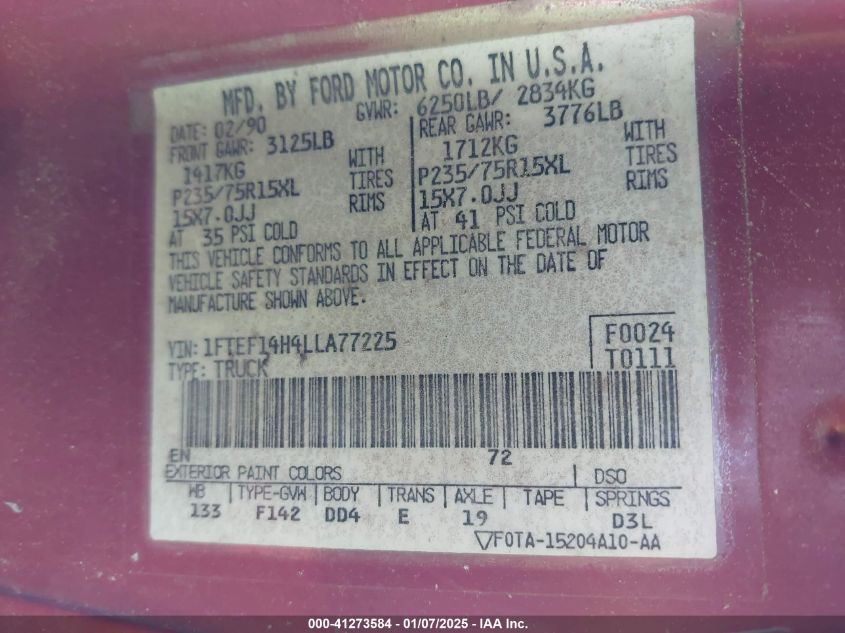 MFD. BY FORD MOTOR CO. IN U.S.A.
DATE: 02/90 GVWR: 6250LB/ 2834KG
FRONT GAWR: 3125LB REAR GAWR: 3776LB
1417KG WITH 1712KG WITH
P235/75R15XL TIRES P235/75R15XL TIRES
15X7.0JJ RIMS 15X7.0JJ RIMS
AT 35 PSI COLD AT 41 PSI COLD
THIS VEHICLE CONFORMS TO ALL APPLICABLE FEDERAL MOTOR
VEHICLE SAFETY STANDARDS IN EFFECT ON THE DATE OF
MANUFACTURE SHOWN ABOVE.
VIN: 1FTEF14H4LLA77225 F0024
TYPE: TRUCK T0111
EN 72
EXTERIOR PAINT COLORS DSO
WB TYPE-GVW BODY TRANS AXLE TAPE SPRINGS
133 F142 DD4 E 19 D3L
F0TA-15204A10-AA
000-41273584 - 01/07/2025 - IAA Inc.